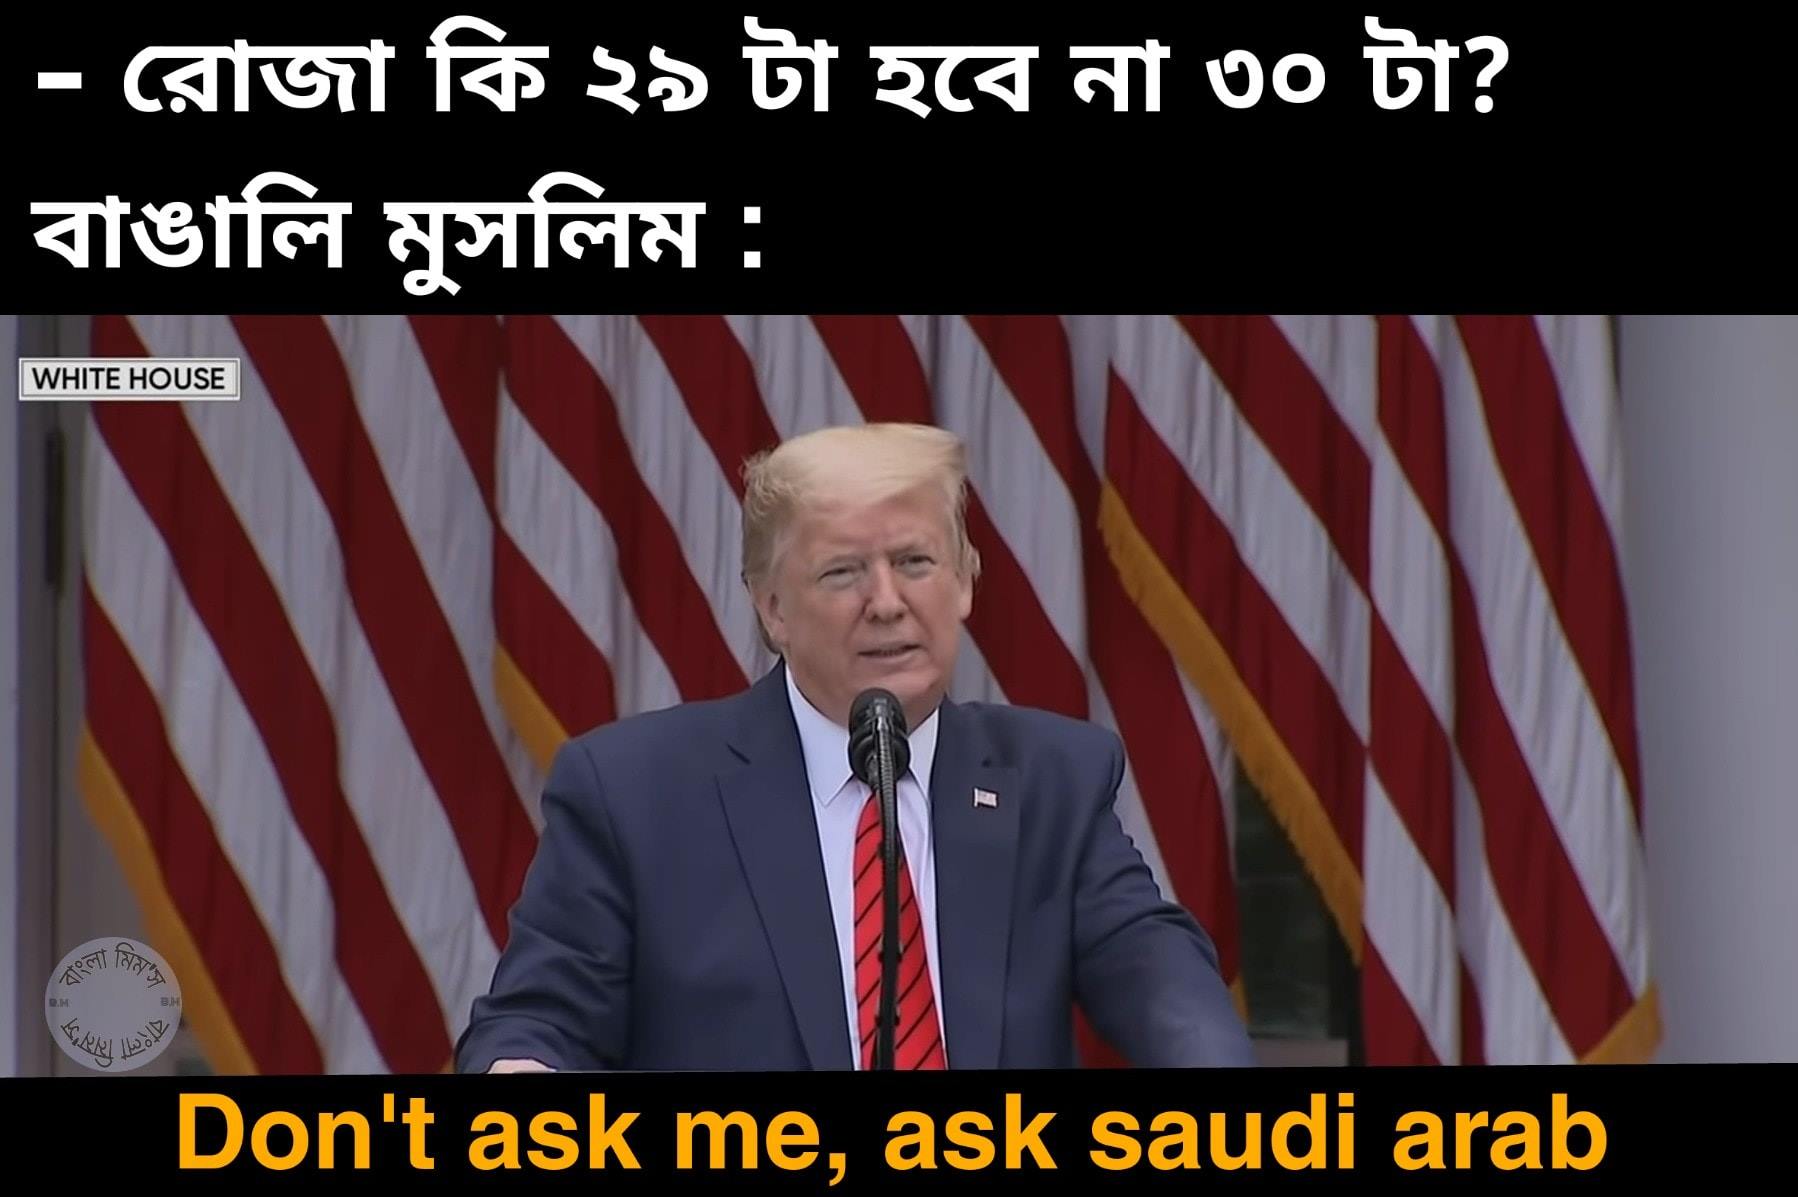 - রোজা কি ২৯ টা হবে না ৩০ টা?
বাঙালি মুসলিম :
WHITE HOUSE
বাংলা মিম'স
B.M B.M
বাংলা মিম'স
Don't ask me, ask saudi arab